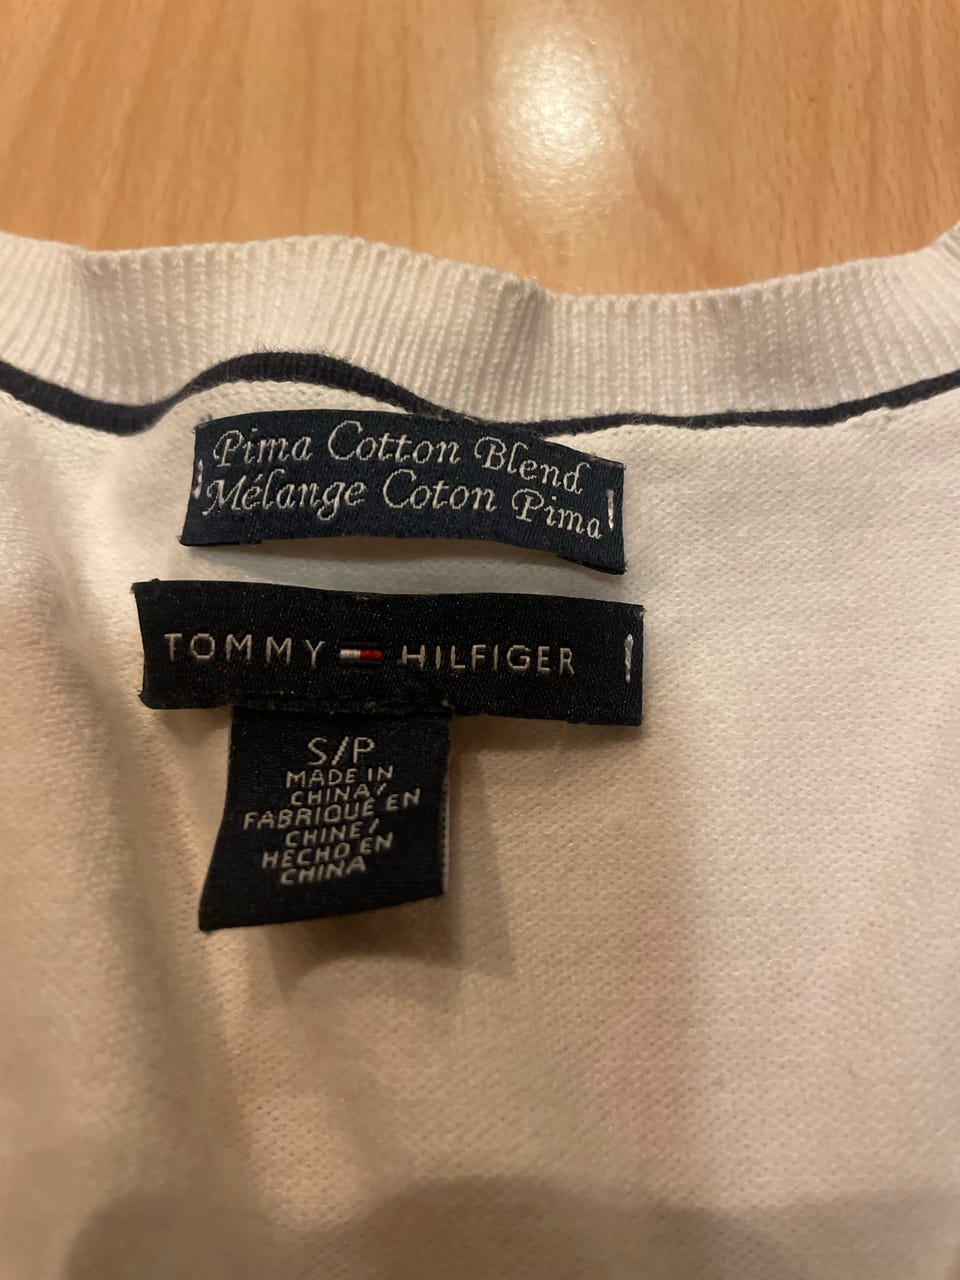 Pima Cotton Blend
Mélange Coton Pima
TOMMY HILFIGER
S/P
MADE IN
CHINA/
FABRIQUÉ EN
CHINE/
HECHO EN
CHINA